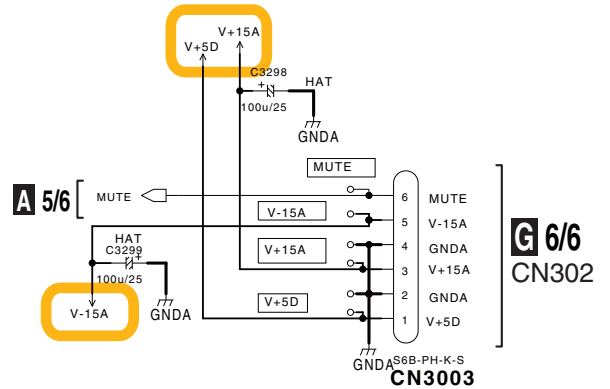 V+15A
V+5D
C3298
HAT
+
100u/25
GNDA
MUTE
A 5/6
MUTE
6
MUTE
V-15A
5
V-15A
G 6/6
HAT
C3299
+
V+15A
4
GNDA
3
V+15A
CN302
100u/25
V+5D
2
GNDA
V-15A
GNDA
1
V+5D
GNDA
S6B-PH-K-S
CN3003